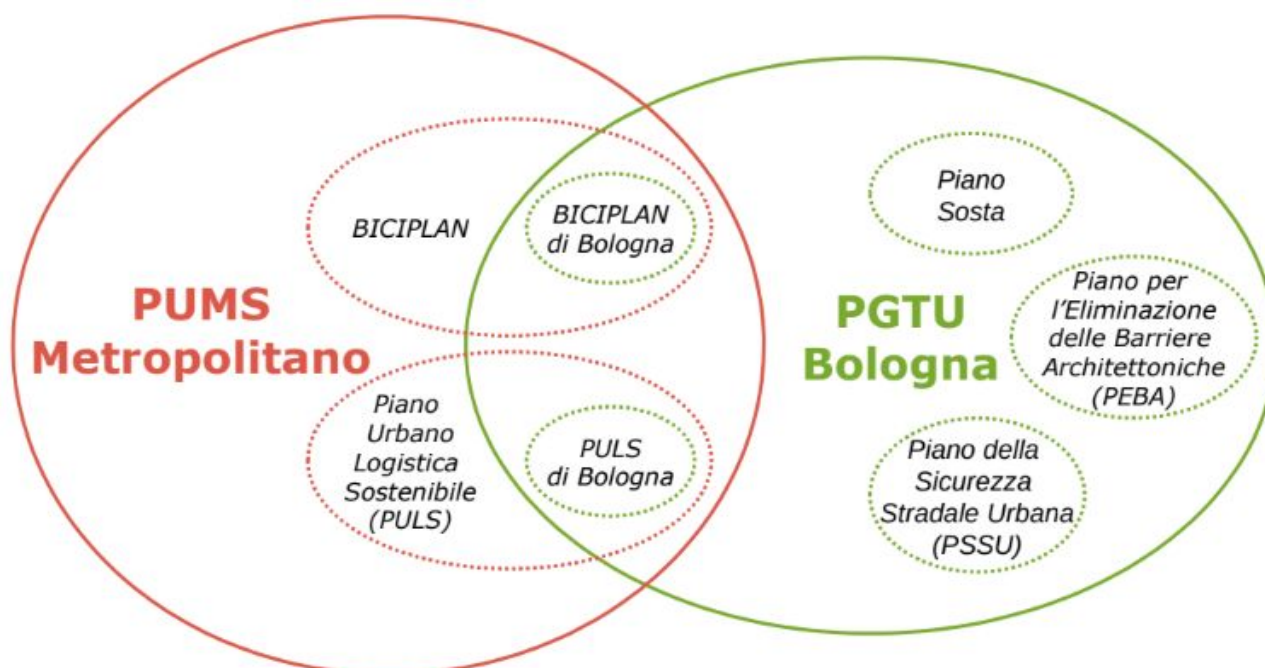 PUMS
Metropolitano
BICIPLAN
BICIPLAN
di Bologna
Piano
Urbano
Logistica
Sostenibile
(PULS)
PULS
di Bologna
PGTU
Bologna
Piano
Sosta
Piano per
l'Eliminazione
delle Barriere
Architettoniche
(PEBA)
Piano della
Sicurezza
Stradale Urbana
(PSSU)